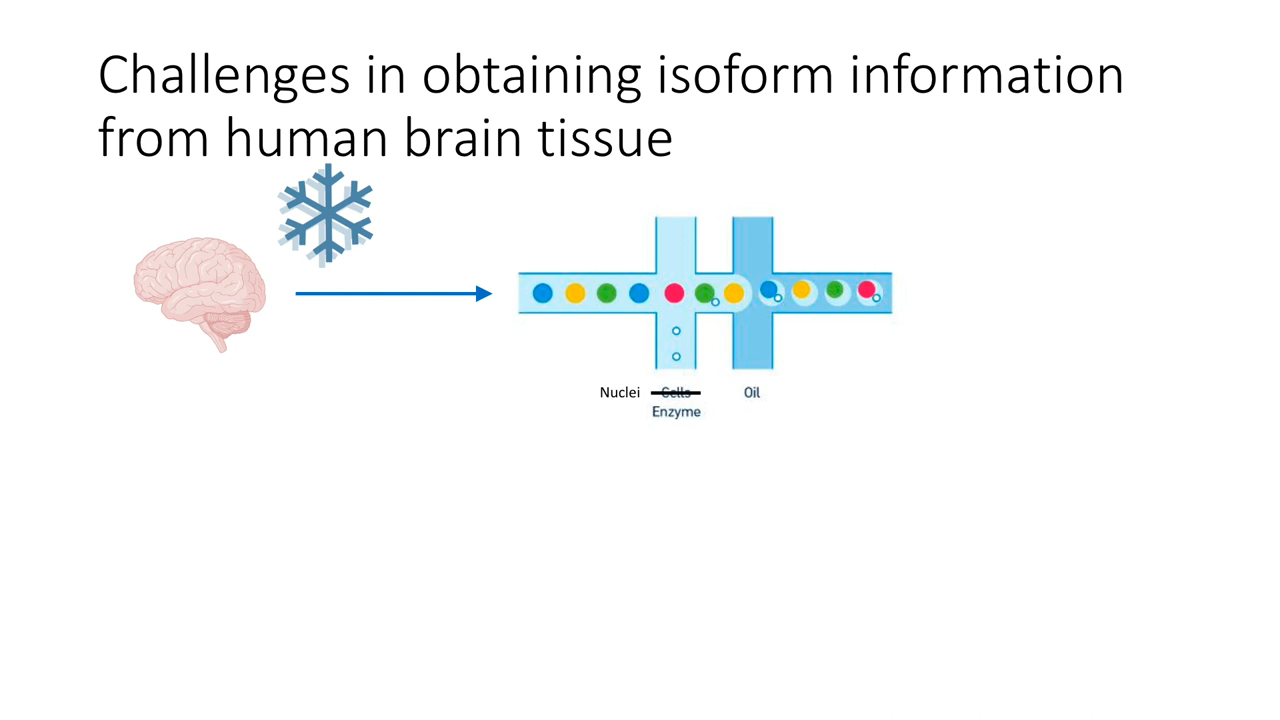 Challenges in obtaining isoform information
from human brain tissue
Nuclei Cells Oil
Enzyme